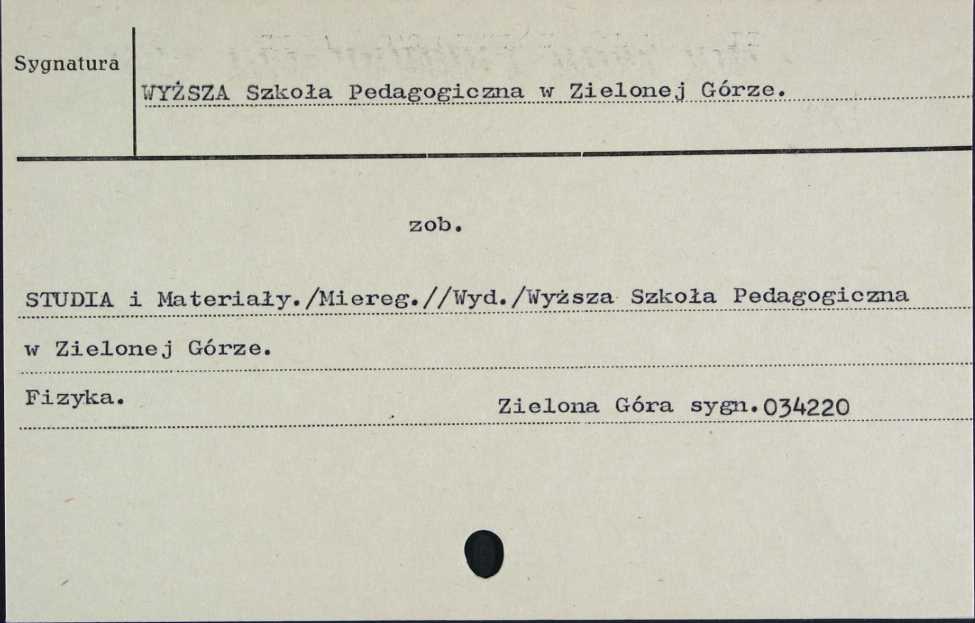 Sygnatura
WYŻSZA Szkoła Pedagogiczna w Zielonej Górze.
zob.
STUDIA i Materiały./Miereg.//Wyd./Wyższa Szkoła Pedagogiczna
w Zielonej Górze.
Fizyka.
Zielona Góra sygn.034220